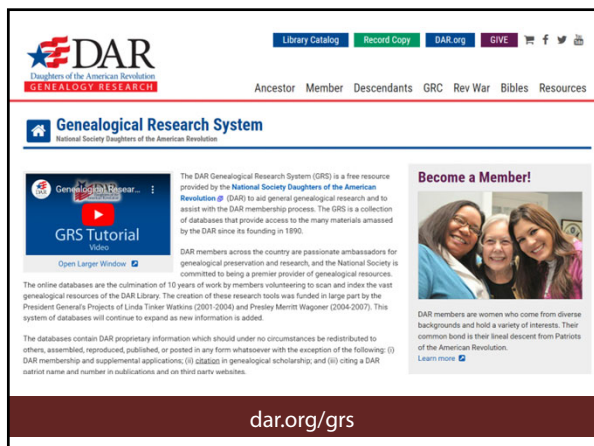 DAR
Daughters of the American Revolution
GENEALOGY RESEARCH
Library Catalog Record Copy DAR.org GIVE
Ancestor Member Descendants GRC Rev War Bibles Resources
Genealogical Research System
National Society Daughters of the American Revolution
DAR Genealogical Resear...
GRS Tutorial
Video
Open Larger Window
The DAR Genealogical Research System (GRS) is a free resource
provided by the National Society Daughters of the American
Revolution (DAR) to aid general genealogical research and to
assist with the DAR membership process. The GRS is a collection
of databases that provide access to the many materials amassed
by the DAR since its founding in 1890.
DAR members across the country are passionate ambassadors for
genealogical preservation and research, and the National Society is
committed to being a premier provider of genealogical resources.
The online databases are the culmination of 10 years of work by members volunteering to scan and index the vast
genealogical resources of the DAR Library. The creation of these research tools was funded in large part by the
President General's Projects of Linda Tinker Watkins (2001-2004) and Presley Merritt Wagoner (2004-2007). This
system of databases will continue to expand as new information is added.
The databases contain DAR proprietary information which should under no circumstances be redistributed to
others, assembled, reproduced, published, or posted in any form whatsoever with the exception of the following: (i)
DAR membership and supplemental applications; (ii) citation in genealogical scholarship; and (iii) citing a DAR
patriot name and number in publications and on third party websites.
Become a Member!
DAR members are women who come from diverse
backgrounds and hold a variety of interests. Their
common bond is their lineal descent from Patriots
of the American Revolution.
Learn more
dar.org/grs